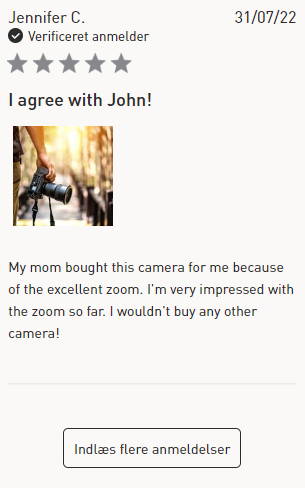 Jennifer C. 31/07/22
Verificeret anmelder
I agree with John!
My mom bought this camera for me because
of the excellent zoom. I'm very impressed with
the zoom so far. I wouldn't buy any other
camera!
Indlæs flere anmeldelser